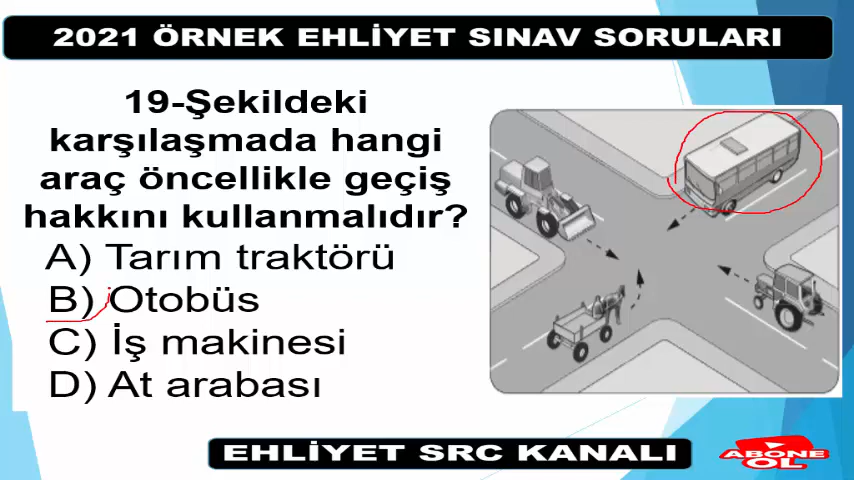 2021 ÖRNEK EHLİYET SINAV SORULARI
19-Şekildeki
karşılaşmada hangi
araç öncellikle geçiş
hakkını kullanmalıdır?
A) Tarım traktörü
B) Otobüs
C) İş makinesi
D) At arabası
EHLİYET SRC KANALI
ABONE
OL